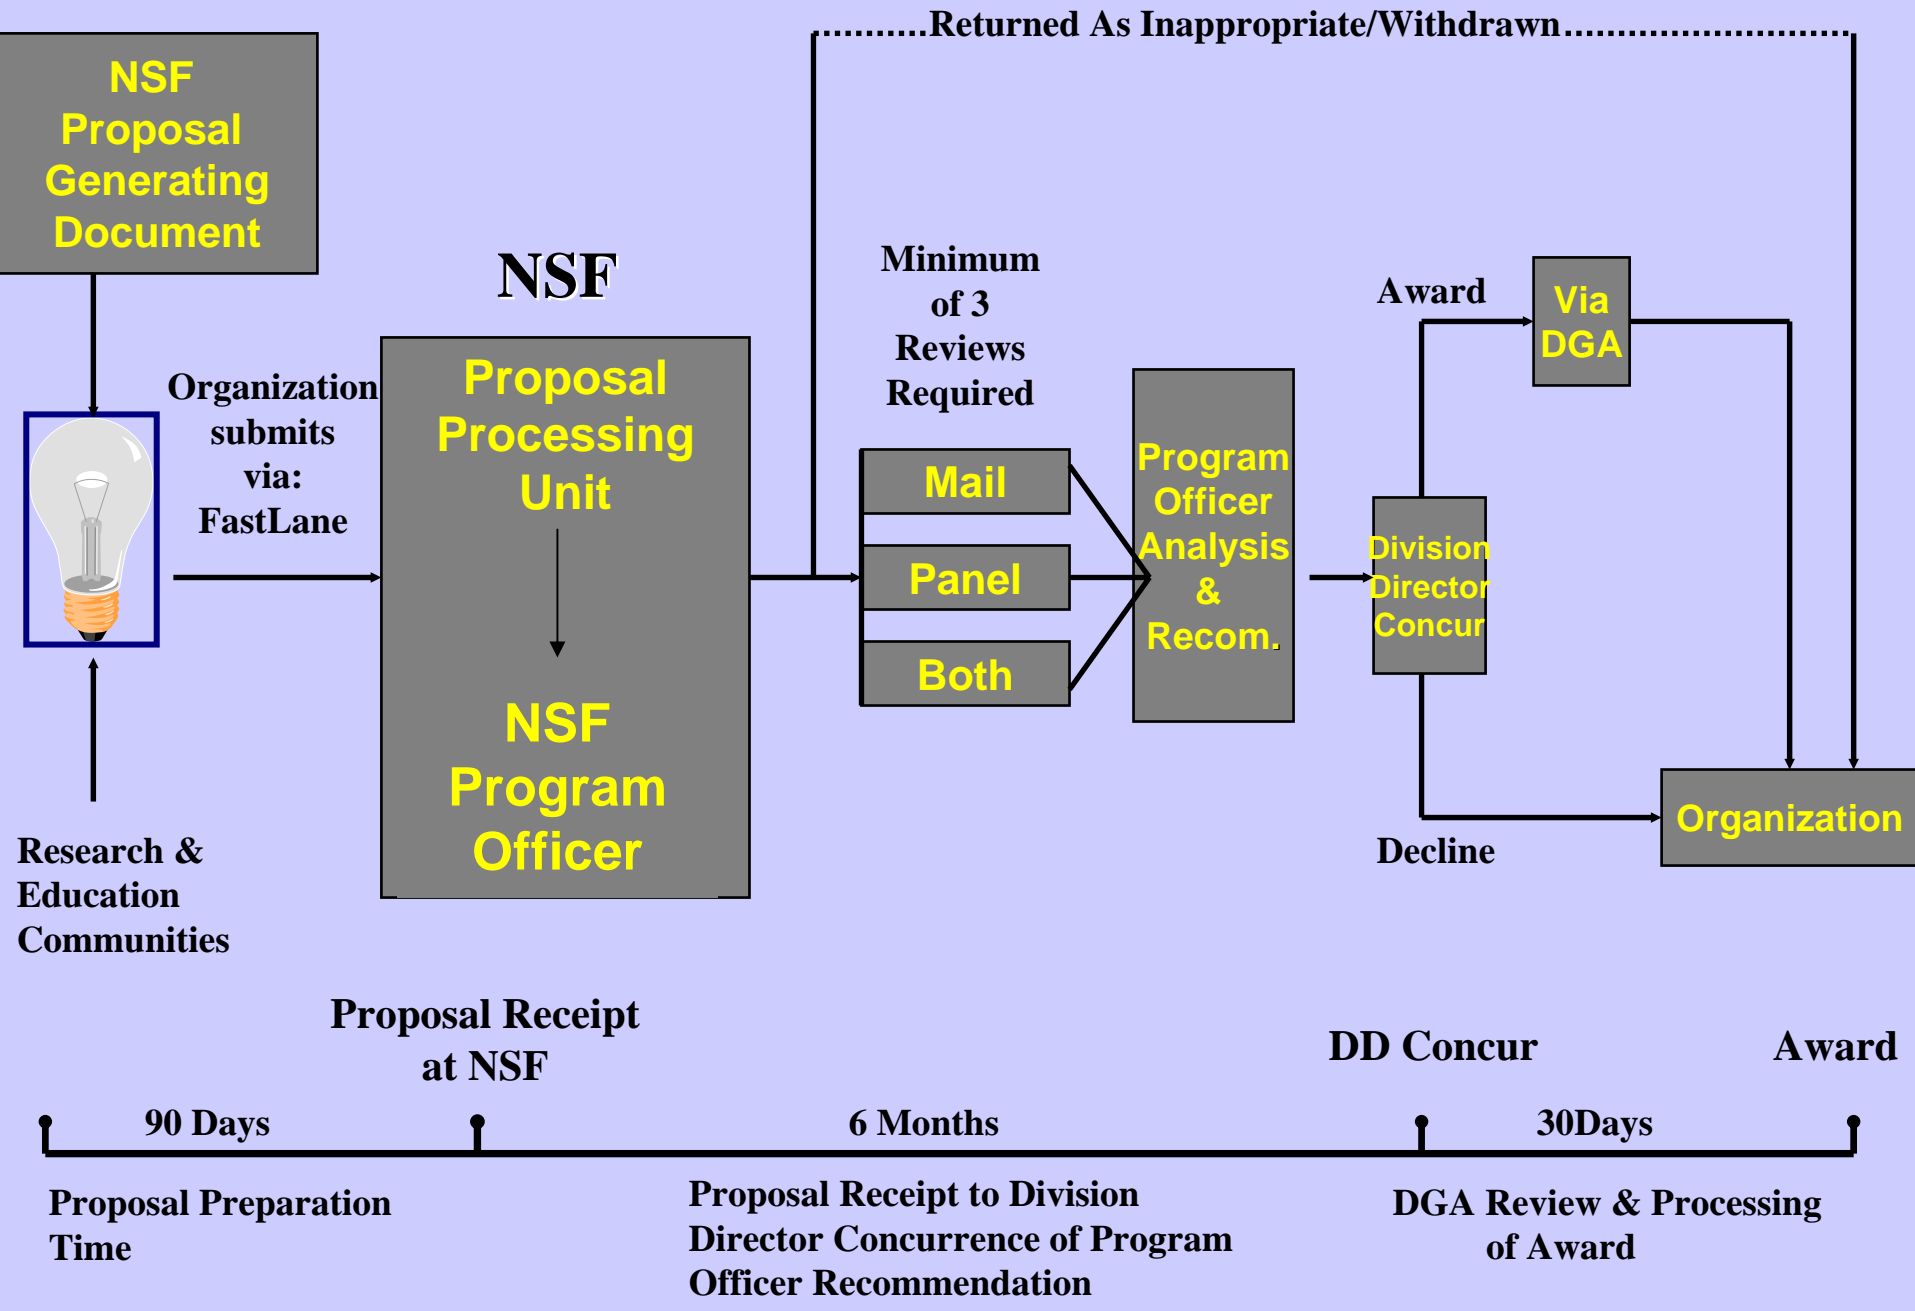 Returned As Inappropriate/Withdrawn
NSF
Proposal
Generating
Document
Organization
submits
via:
FastLane
Research &
Education
Communities
NSF
Proposal
Processing
Unit
NSF
Program
Officer
Minimum
of 3
Reviews
Required
Mail
Panel
Both
Program
Officer
Analysis
&
Recom.
Division
Director
Concur
Award
Via
DGA
Decline
Organization
Proposal Receipt
at NSF
DD Concur
Award
90 Days
6 Months
30Days
Proposal Preparation
Time
Proposal Receipt to Division
Director Concurrence of Program
Officer Recommendation
DGA Review & Processing
of Award